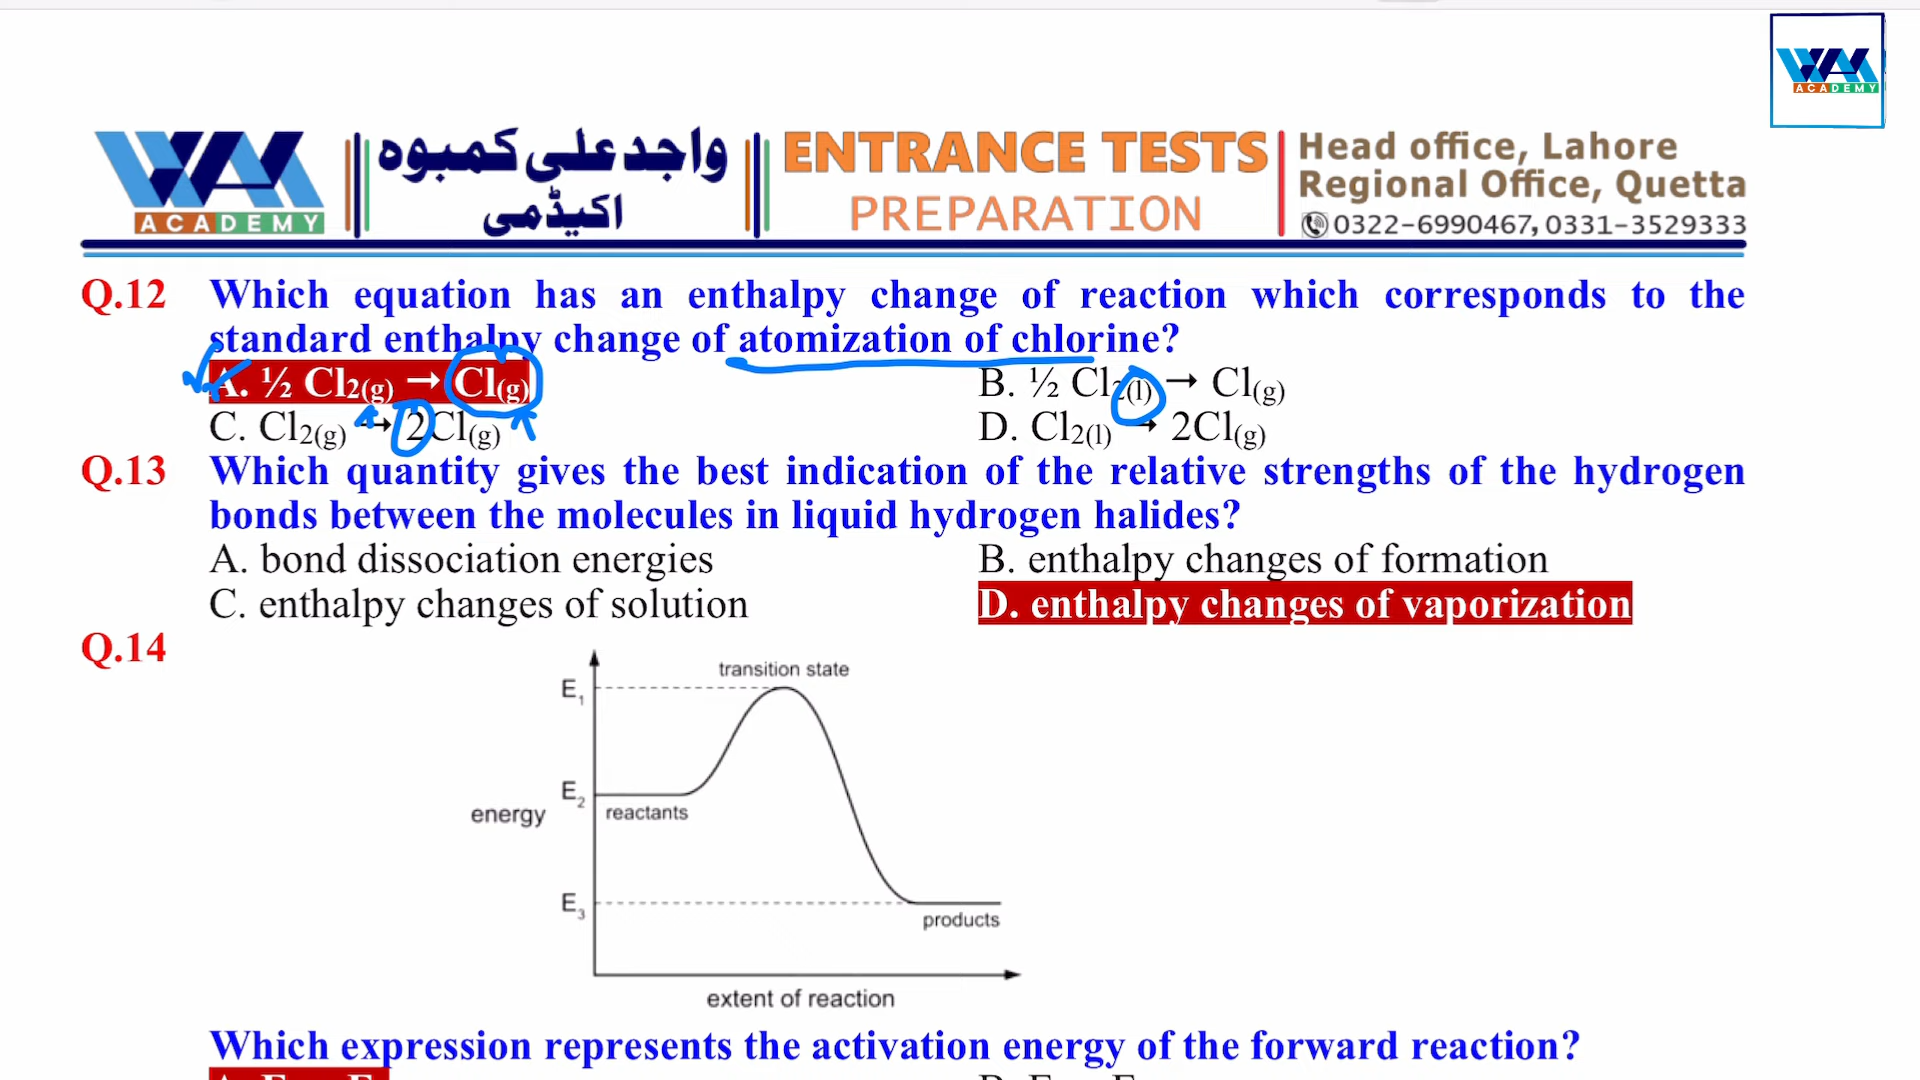 WAK
ACADEMY
WAK
ACADEMY
واجد علی کمبوہ
اکیڈمی
ENTRANCE TESTS
PREPARATION
Head office, Lahore
Regional Office, Quetta
0322-6990467, 0331-3529333
Q.12 Which equation has an enthalpy change of reaction which corresponds to the
standard enthalpy change of atomization of chlorine?
A. ½ Cl₂(g) → Cl(g) B. ½ Cl₂(l) → Cl(g)
C. Cl₂(g) → 2Cl(g) D. Cl₂(l) → 2Cl(g)
Q.13 Which quantity gives the best indication of the relative strengths of the hydrogen
bonds between the molecules in liquid hydrogen halides?
A. bond dissociation energies B. enthalpy changes of formation
C. enthalpy changes of solution D. enthalpy changes of vaporization
Q.14
transition state
E₁
E₂
energy
reactants
E₃
products
extent of reaction
Which expression represents the activation energy of the forward reaction?